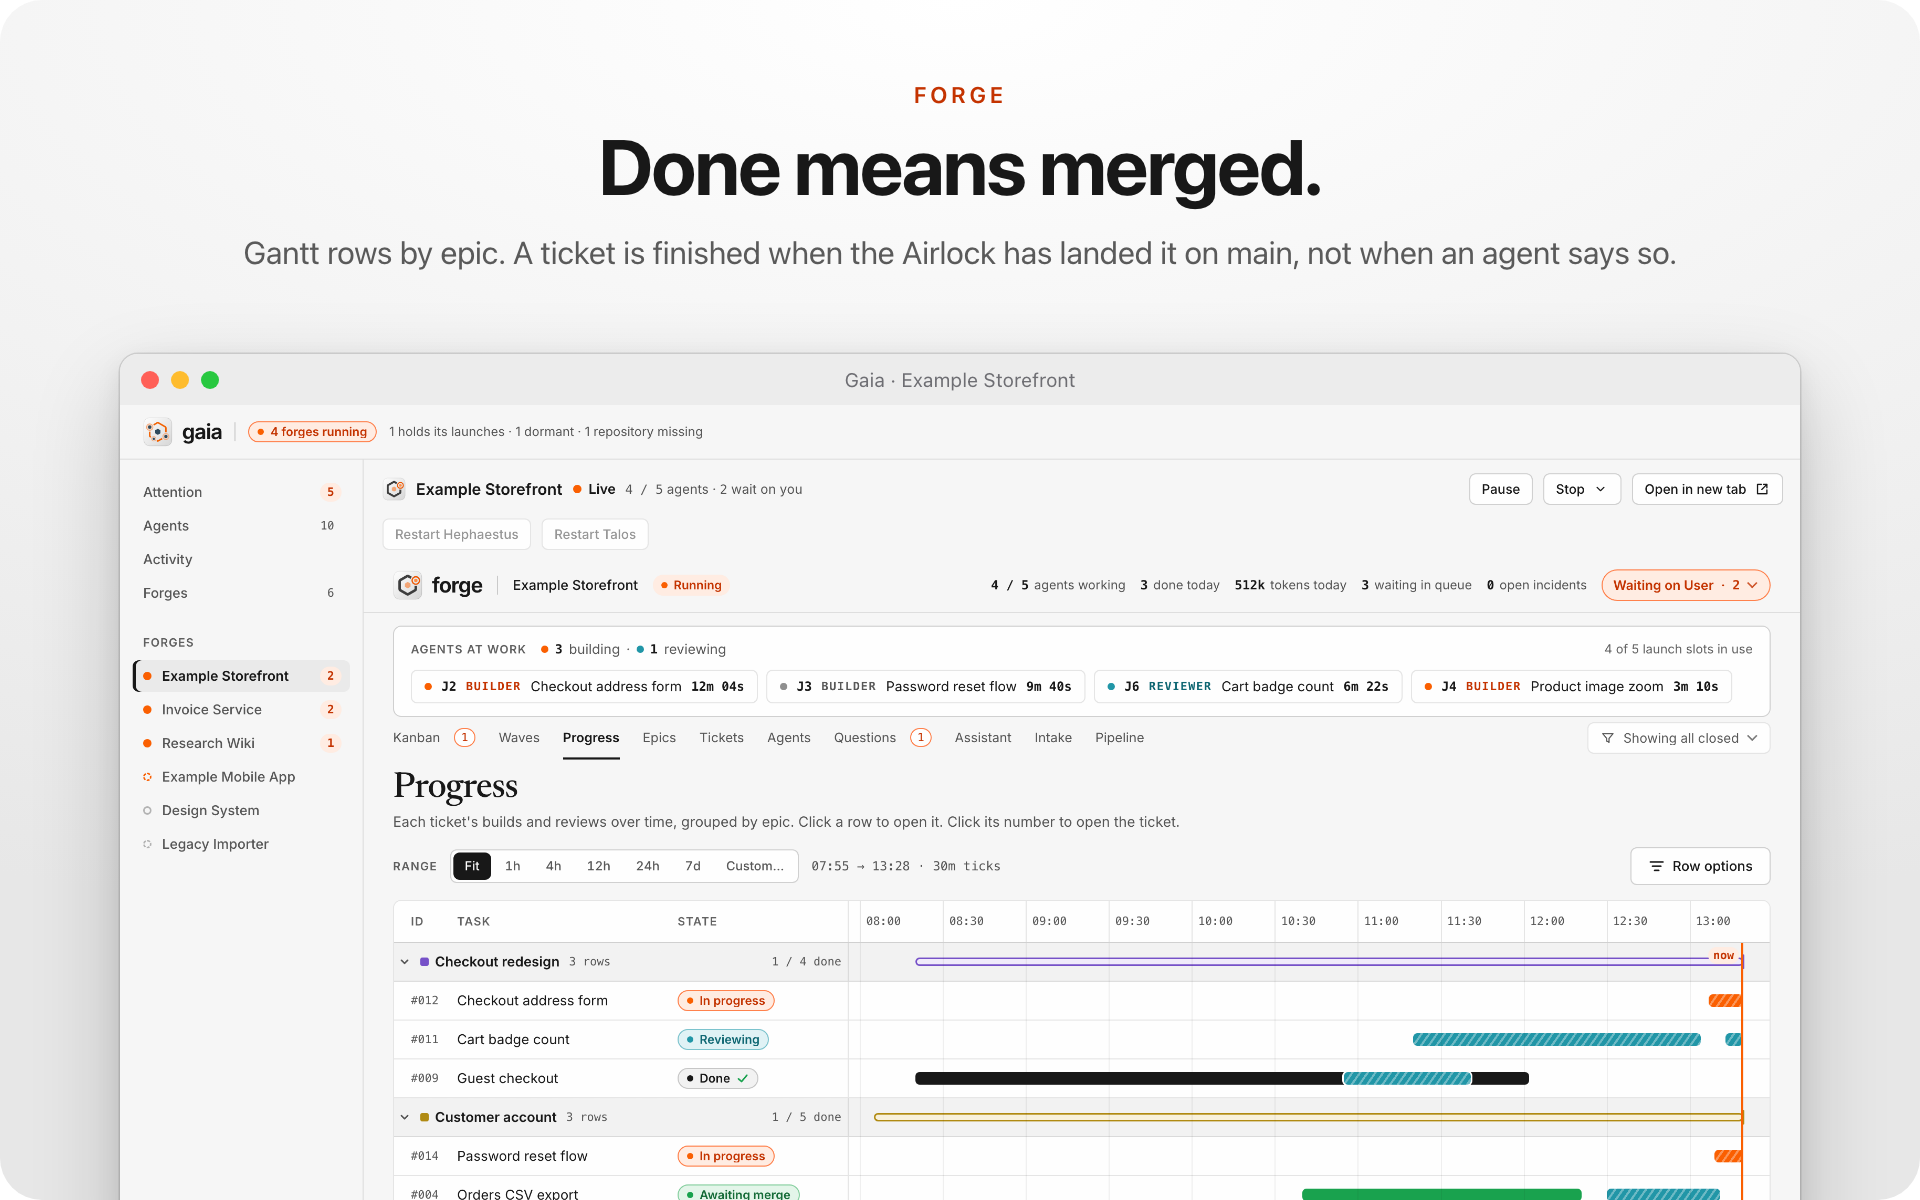 FORGE
Done means merged.
Gantt rows by epic. A ticket is finished when the Airlock has landed it on main, not when an agent says so.
Gaia · Example Storefront
gaia
4 forges running
1 holds its launches · 1 dormant · 1 repository missing
Attention 5
Agents 10
Activity
Forges 6
FORGES
Example Storefront 2
Invoice Service 2
Research Wiki 1
Example Mobile App
Design System
Legacy Importer
Example Storefront Live 4 / 5 agents · 2 wait on you
Pause
Stop
Open in new tab
Restart Hephaestus
Restart Talos
forge Example Storefront Running
4 / 5 agents working 3 done today 512k tokens today 3 waiting in queue 0 open incidents
Waiting on User · 2
AGENTS AT WORK 3 building · 1 reviewing
4 of 5 launch slots in use
J2 BUILDER Checkout address form 12m 04s
J3 BUILDER Password reset flow 9m 40s
J6 REVIEWER Cart badge count 6m 22s
J4 BUILDER Product image zoom 3m 10s
Kanban 1 Waves Progress Epics Tickets Agents Questions 1 Assistant Intake Pipeline
Showing all closed
Progress
Each ticket's builds and reviews over time, grouped by epic. Click a row to open it. Click its number to open the ticket.
RANGE Fit 1h 4h 12h 24h 7d Custom... 07:55 → 13:28 · 30m ticks
Row options
ID TASK STATE 08:00 08:30 09:00 09:30 10:00 10:30 11:00 11:30 12:00 12:30 13:00
Checkout redesign 3 rows 1 / 4 done now
#012 Checkout address form In progress
#011 Cart badge count Reviewing
#009 Guest checkout Done ✓
Customer account 3 rows 1 / 5 done
#014 Password reset flow In progress
#004 Orders CSV export Awaiting merge